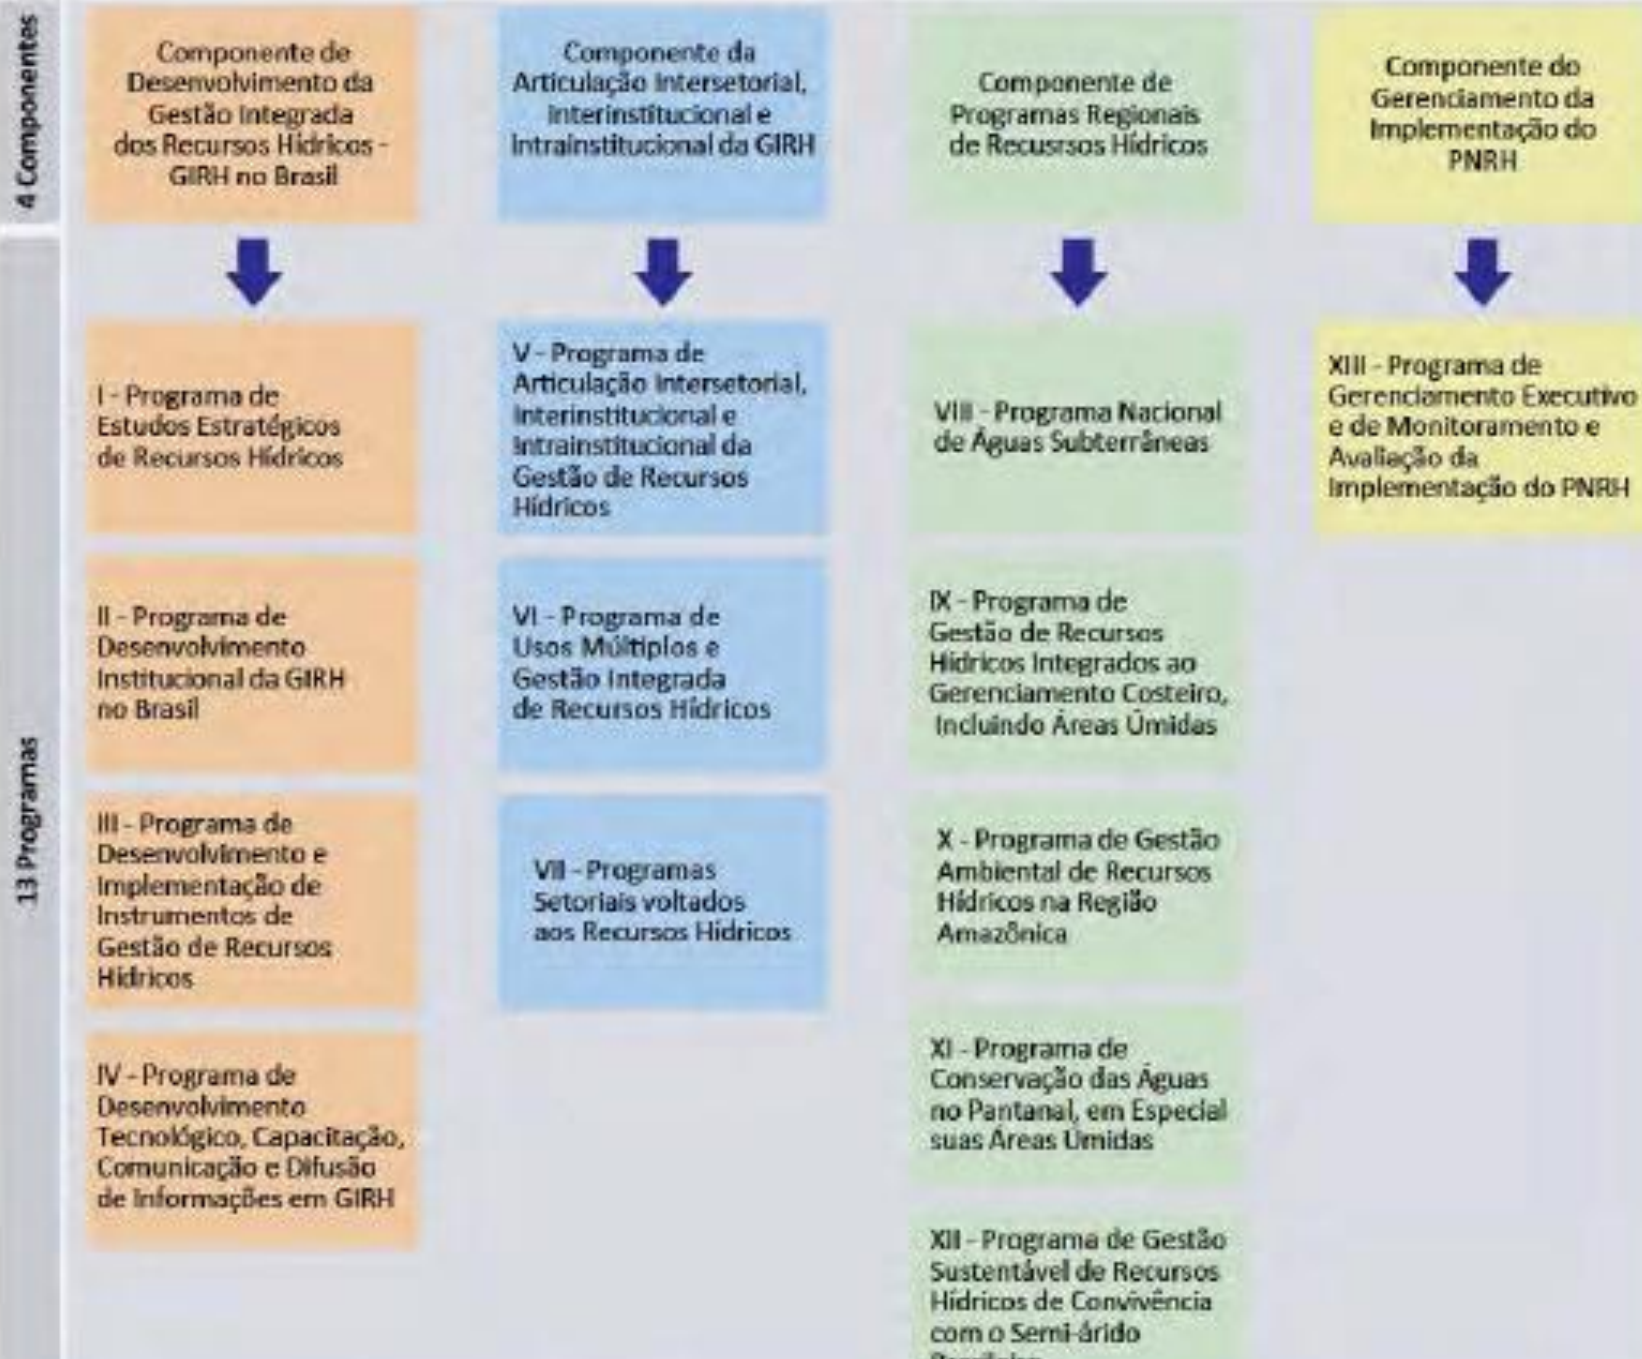 4 Componentes
Componente de
Desenvolvimento da
Gestão Integrada
dos Recursos Hídricos -
GIRH no Brasil
Componente da
Articulação Intersetorial,
Interinstitucional e
Intrainstitucional da GIRH
Componente de
Programas Regionais
de Recusrsos Hídricos
Componente do
Gerenciamento da
Implementação do
PNRH
13 Programas
I - Programa de
Estudos Estratégicos
de Recursos Hídricos
II - Programa de
Desenvolvimento
Institucional da GIRH
no Brasil
III - Programa de
Desenvolvimento e
Implementação de
Instrumentos de
Gestão de Recursos
Hídricos
IV - Programa de
Desenvolvimento
Tecnológico, Capacitação,
Comunicação e Difusão
de Informações em GIRH
V - Programa de
Articulação Intersetorial,
Interinstitucional e
Intrainstitucional da
Gestão de Recursos
Hídricos
VI - Programa de
Usos Múltiplos e
Gestão Integrada
de Recursos Hídricos
VII - Programas
Setoriais voltados
aos Recursos Hídricos
VIII - Programa Nacional
de Águas Subterrâneas
IX - Programa de
Gestão de Recursos
Hídricos Integrados ao
Gerenciamento Costeiro,
Incluindo Áreas Úmidas
X - Programa de Gestão
Ambiental de Recursos
Hídricos na Região
Amazônica
XI - Programa de
Conservação das Águas
no Pantanal, em Especial
suas Áreas Úmidas
XII - Programa de Gestão
Sustentável de Recursos
Hídricos de Convivência
com o Semi-árido
XIII - Programa de
Gerenciamento Executivo
e de Monitoramento e
Avaliação da
Implementação do PNRH